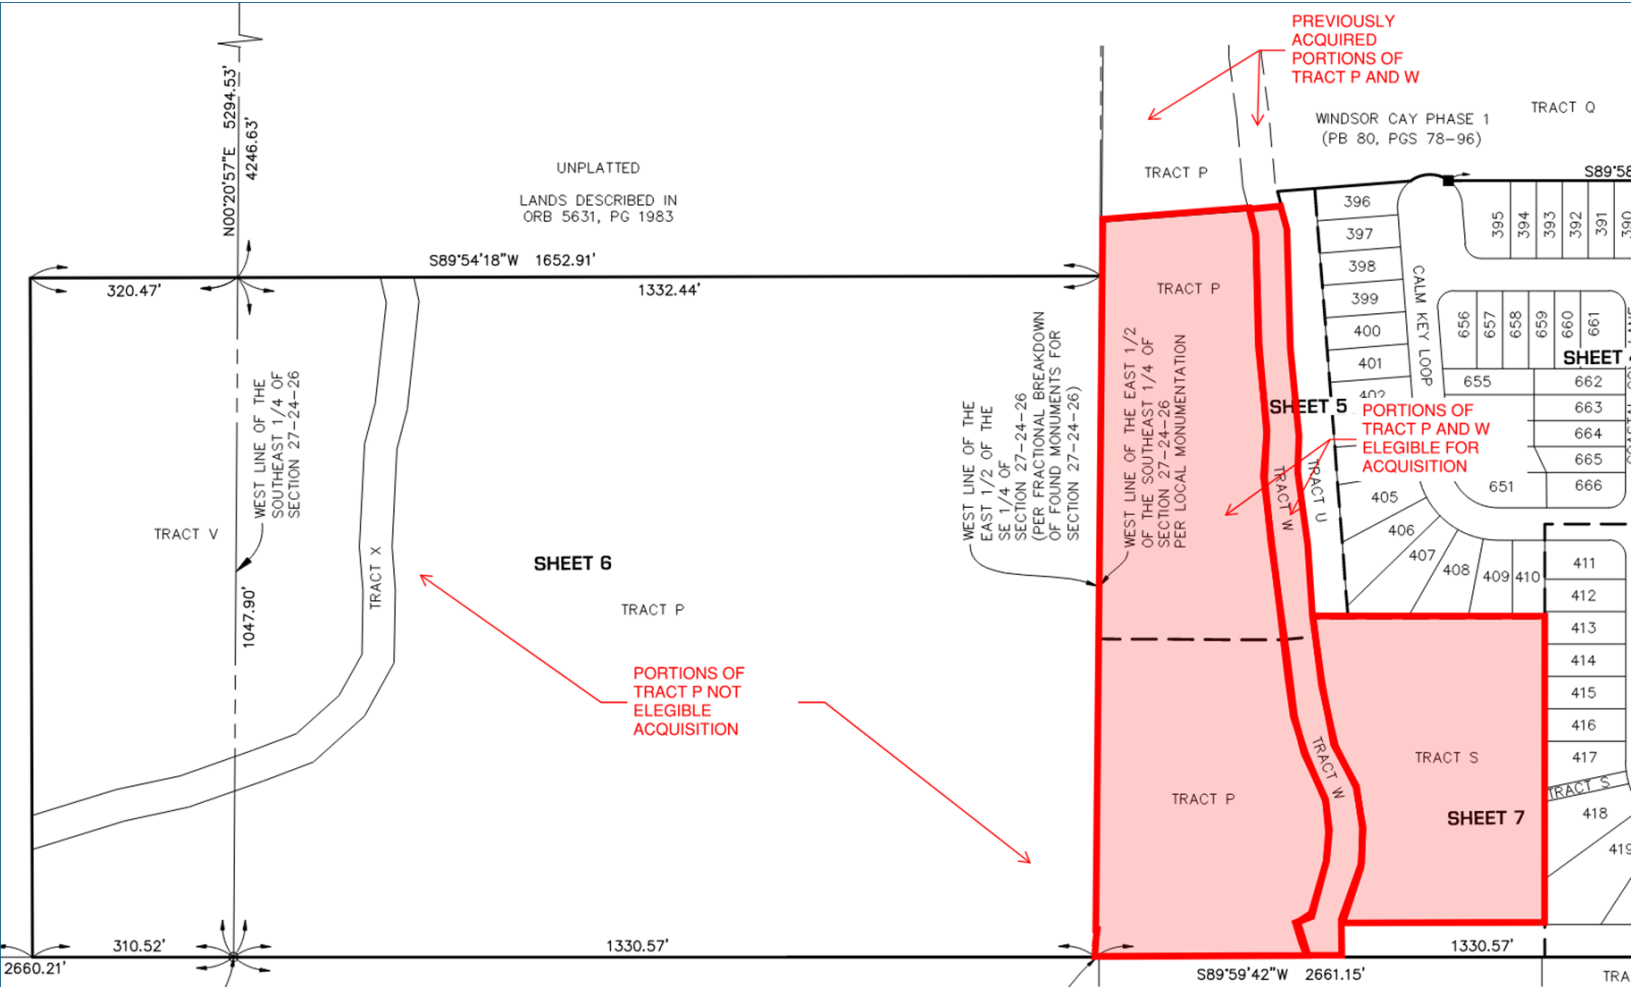 PREVIOUSLY
ACQUIRED
PORTIONS OF
TRACT P AND W
TRACT Q
WINDSOR CAY PHASE 1
(PB 80, PGS 78-96)
N00°20'57"E 5294.53'
4246.63'
UNPLATTED
LANDS DESCRIBED IN
ORB 5631, PG 1983
TRACT P
S89°58
S89°54'18"W 1652.91'
320.47'
1332.44'
396
397
398
399
400
401
402
395
394
393
392
391
390
CALM KEY LOOP
656
657
658
659
660
661
SHEET
LANE
655
662
663
664
665
651
666
TRACT P
WEST LINE OF THE
SOUTHEAST 1/4 OF
SECTION 27-24-26
WEST LINE OF THE
EAST 1/2 OF THE
SE 1/4 OF
SECTION 27-24-26
(PER FRACTIONAL BREAKDOWN
OF FOUND MONUMENTS FOR
SECTION 27-24-26)
WEST LINE OF THE EAST 1/2
OF THE SOUTHEAST 1/4 OF
SECTION 27-24-26
PER LOCAL MONUMENTATION
SHEET 5
PORTIONS OF
TRACT P AND W
ELEGIBLE FOR
ACQUISITION
TRACT W
TRACT U
405
406
407
408
409
410
411
412
413
414
415
416
417
TRACT S
418
419
TRACT V
TRACT X
SHEET 6
TRACT P
1047.90'
PORTIONS OF
TRACT P NOT
ELEGIBLE
ACQUISITION
TRACT W
TRACT P
TRACT S
SHEET 7
310.52'
1330.57'
1330.57'
2660.21'
S89°59'42"W 2661.15'
TRA